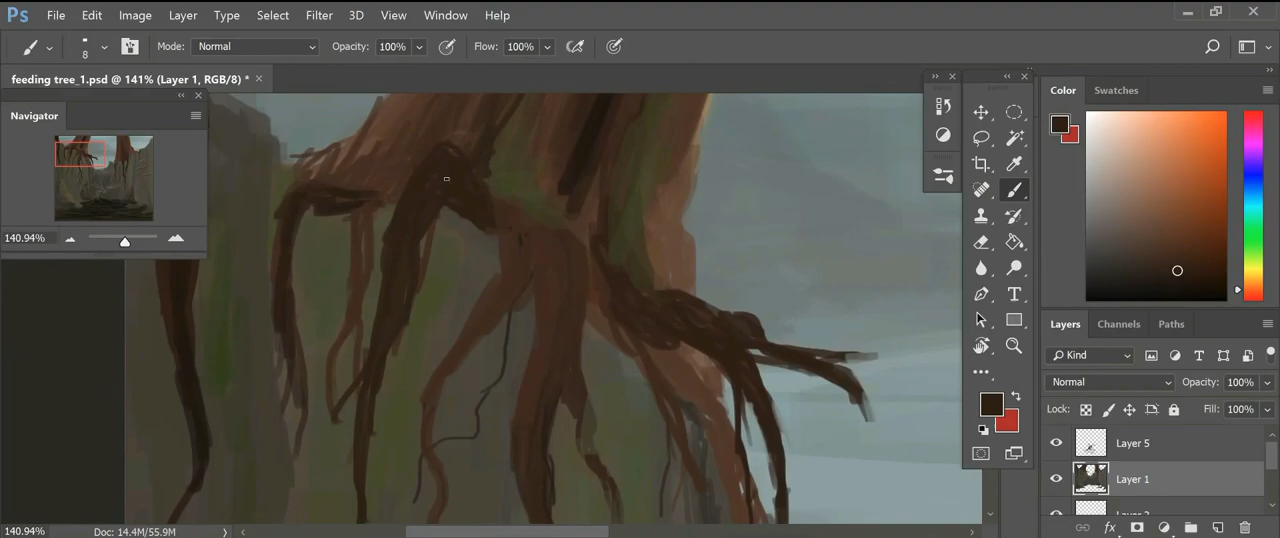 Ps File Edit Image Layer Type Select Filter 3D View Window Help
8 Mode: Normal Opacity: 100% Flow: 100%
feeding tree_1.psd @ 141% (Layer 1, RGB/8) * ×
Navigator
140.94%
Color Swatches
Layers Channels Paths
Kind
Normal Opacity: 100%
Lock: Fill: 100%
Layer 5
Layer 1
fx
140.94% Doc: 14.4M/55.9M